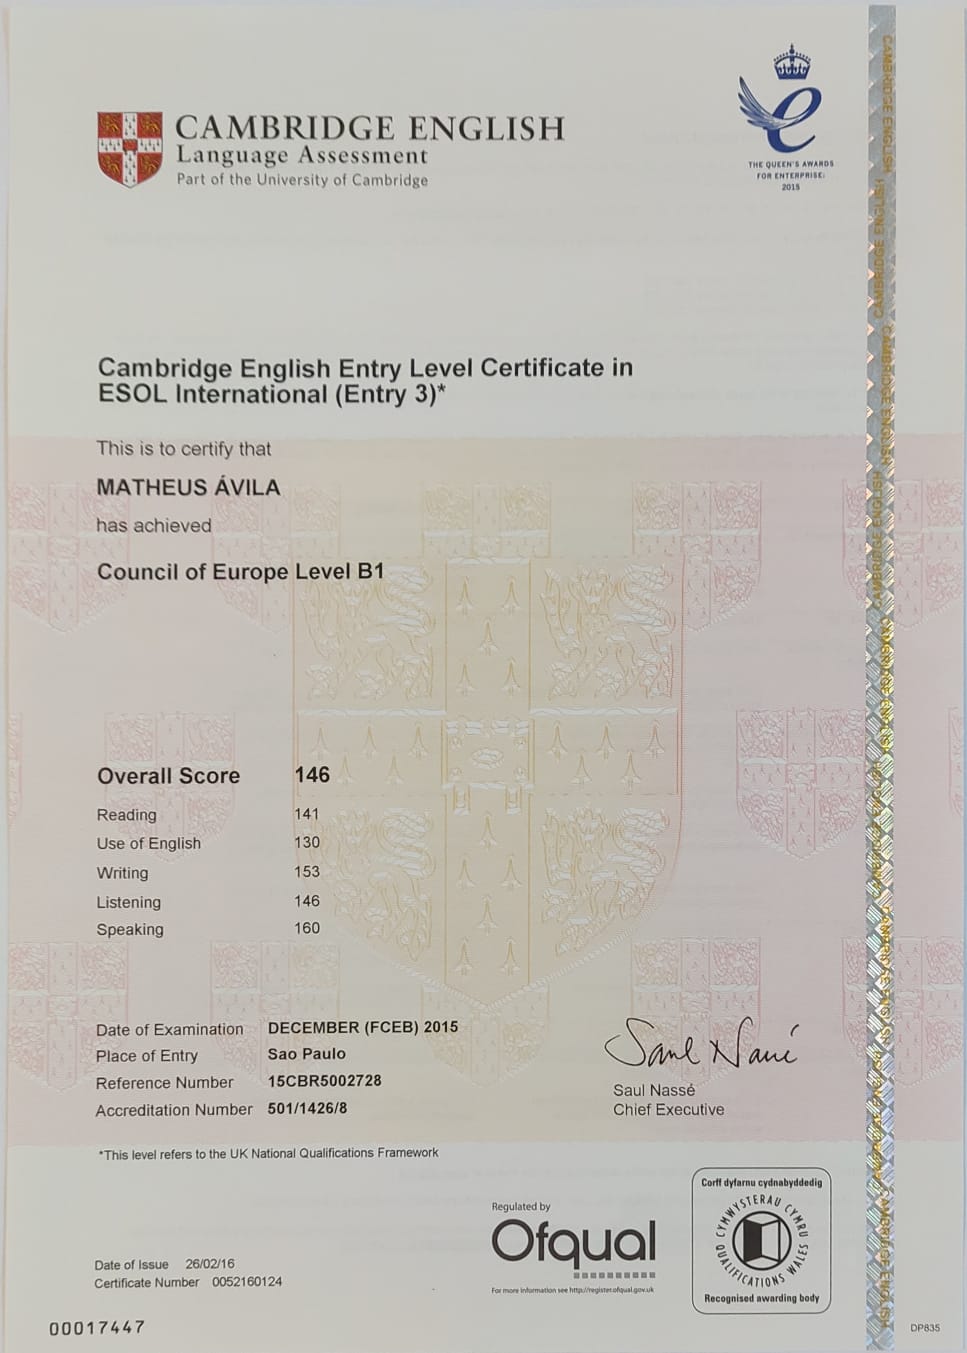 CAMBRIDGE ENGLISH
Language Assessment
Part of the University of Cambridge
THE QUEEN'S AWARDS
FOR ENTERPRISE:
2015
Cambridge English Entry Level Certificate in
ESOL International (Entry 3)*
This is to certify that
MATHEUS ÁVILA
has achieved
Council of Europe Level B1
Overall Score 146
Reading 141
Use of English 130
Writing 153
Listening 146
Speaking 160
Date of Examination DECEMBER (FCEB) 2015
Place of Entry Sao Paulo
Reference Number 15CBR5002728
Accreditation Number 501/1426/8
Saul Nassé
Saul Nassé
Chief Executive
*This level refers to the UK National Qualifications Framework
Date of Issue 26/02/16
Certificate Number 0052160124
Regulated by
Ofqual
For more information see http://register.ofqual.gov.uk
Corff dyfarnu cydnabyddedig
CYMWYSTERAU CYMRU
QUALIFICATIONS WALES
Recognised awarding body
00017447
DP835
CAMBRIDGE ENGLISH CAMBRIDGE ENGLISH CAMBRIDGE ENGLISH CAMBRIDGE ENGLISH